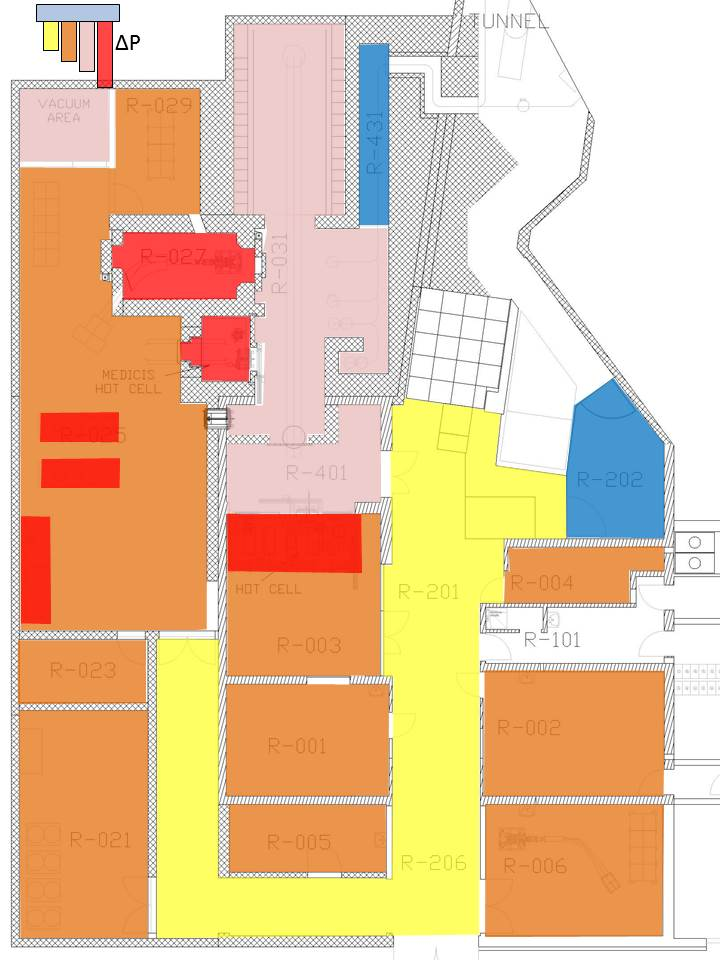 ΔP
TUNNEL
VACUUM
AREA
R-029
R-431
R-031
R-027
MEDICIS
HOT CELL
R-025
R-401
R-202
HOT CELL
R-201
R-004
R-003
R-101
R-023
R-001
R-002
R-021
R-005
R-206
R-006